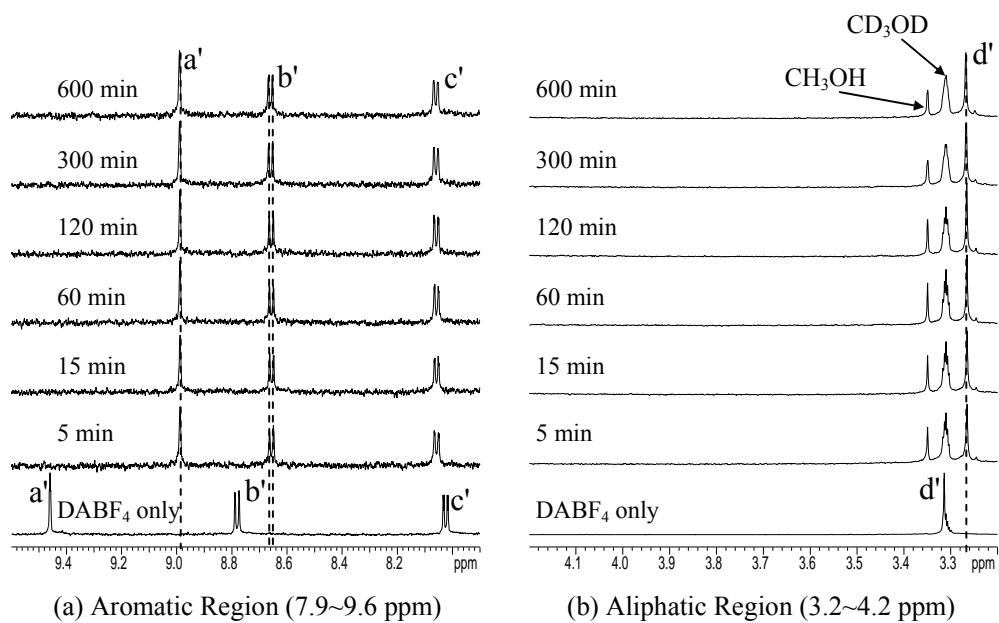 a' b' c'
600 min
300 min
120 min
60 min
15 min
5 min
a' b' c'
DABF₄ only
9.4 9.2 9.0 8.8 8.6 8.4 8.2 ppm
(a) Aromatic Region (7.9~9.6 ppm)
CD₃OD
d'
CH₃OH
600 min
300 min
120 min
60 min
15 min
5 min
d'
DABF₄ only
4.1 4.0 3.9 3.8 3.7 3.6 3.5 3.4 3.3 ppm
(b) Aliphatic Region (3.2~4.2 ppm)